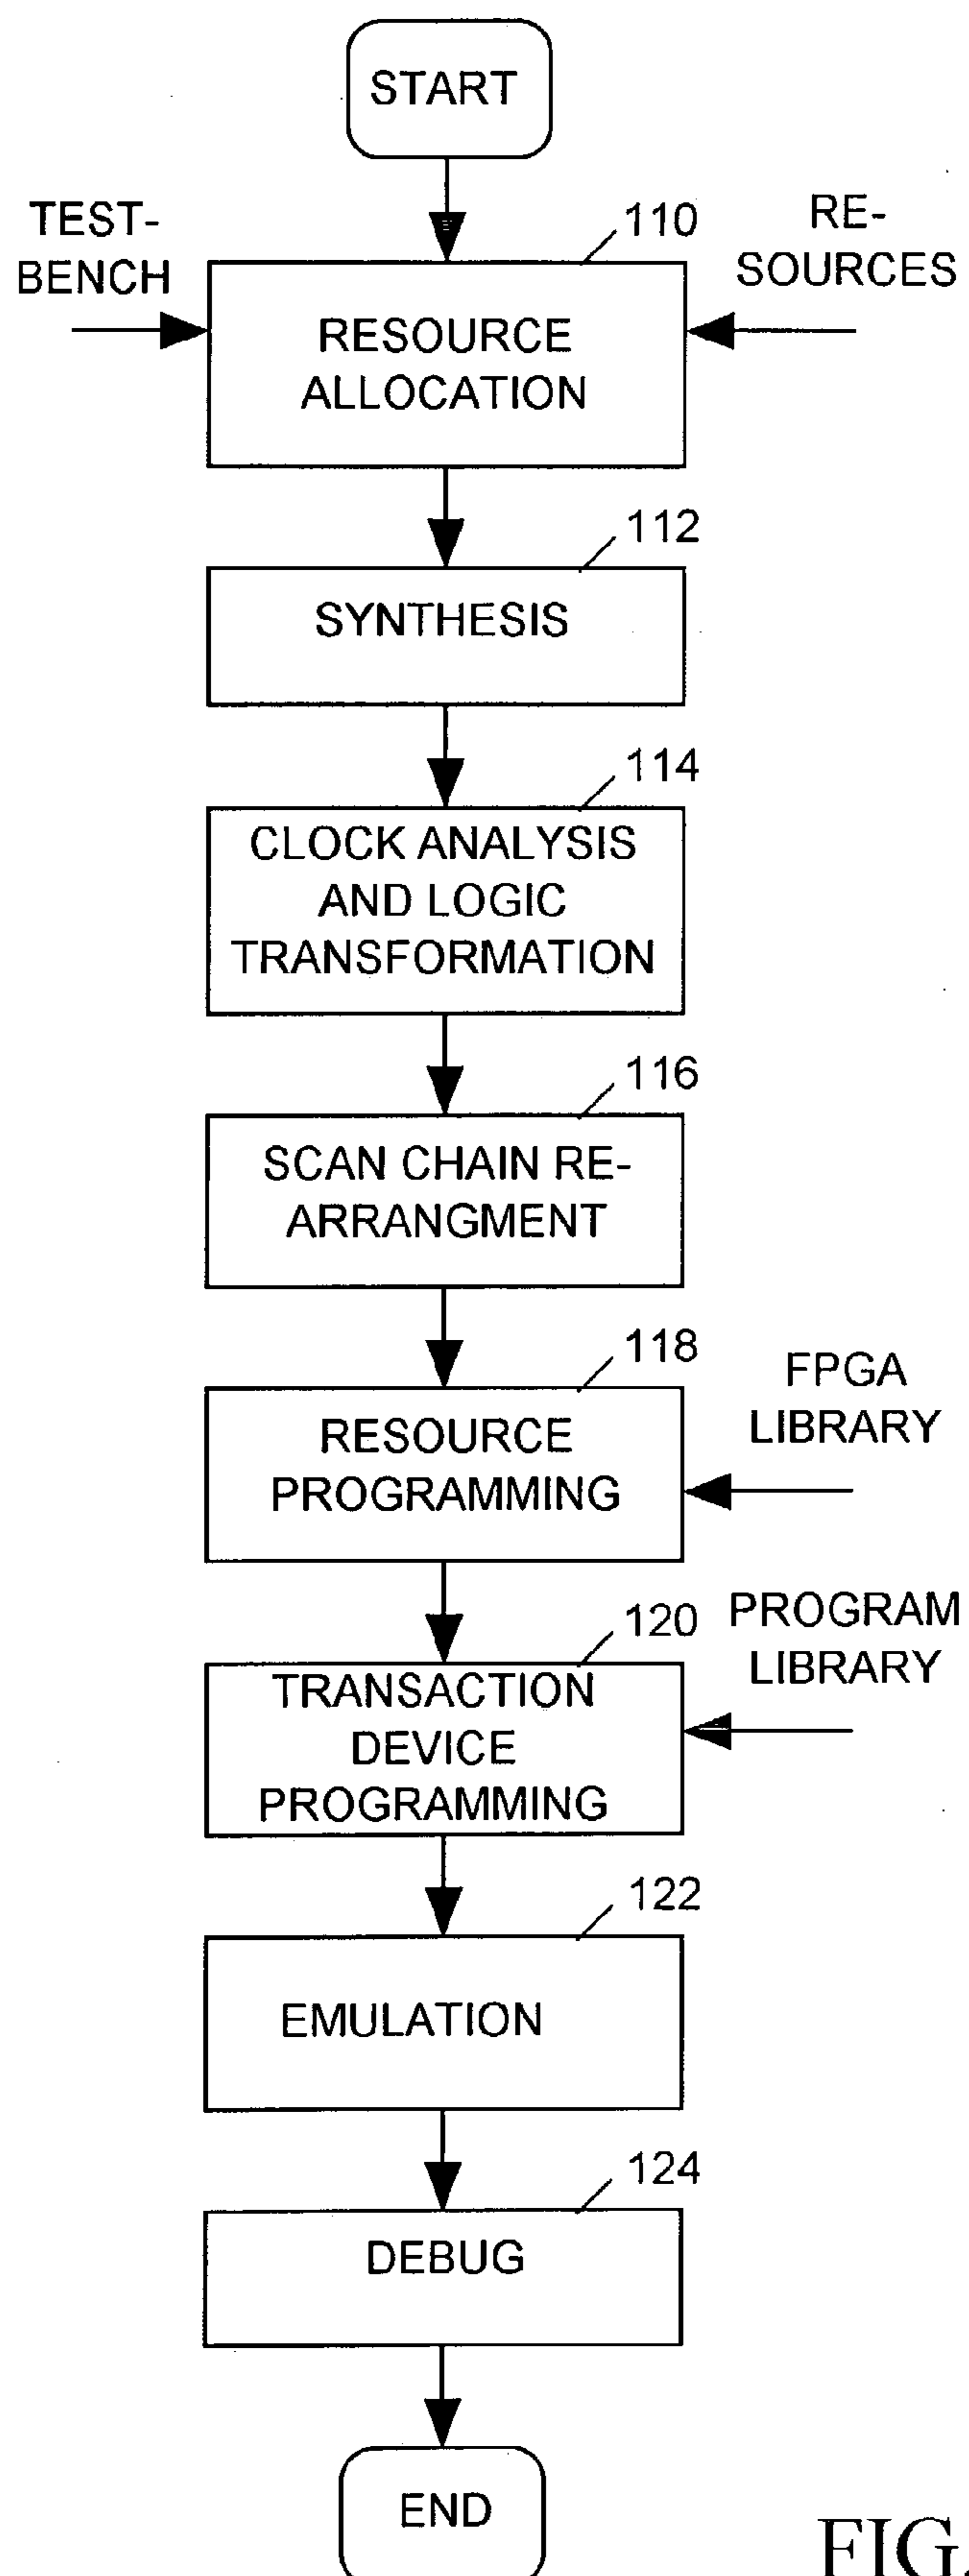 START
TEST-
BENCH
110
RE-
SOURCES
RESOURCE
ALLOCATION
112
SYNTHESIS
114
CLOCK ANALYSIS
AND LOGIC
TRANSFORMATION
116
SCAN CHAIN RE-
ARRANGMENT
118
FPGA
LIBRARY
RESOURCE
PROGRAMMING
120
PROGRAM
LIBRARY
TRANSACTION
DEVICE
PROGRAMMING
122
EMULATION
124
DEBUG
END
FIG.